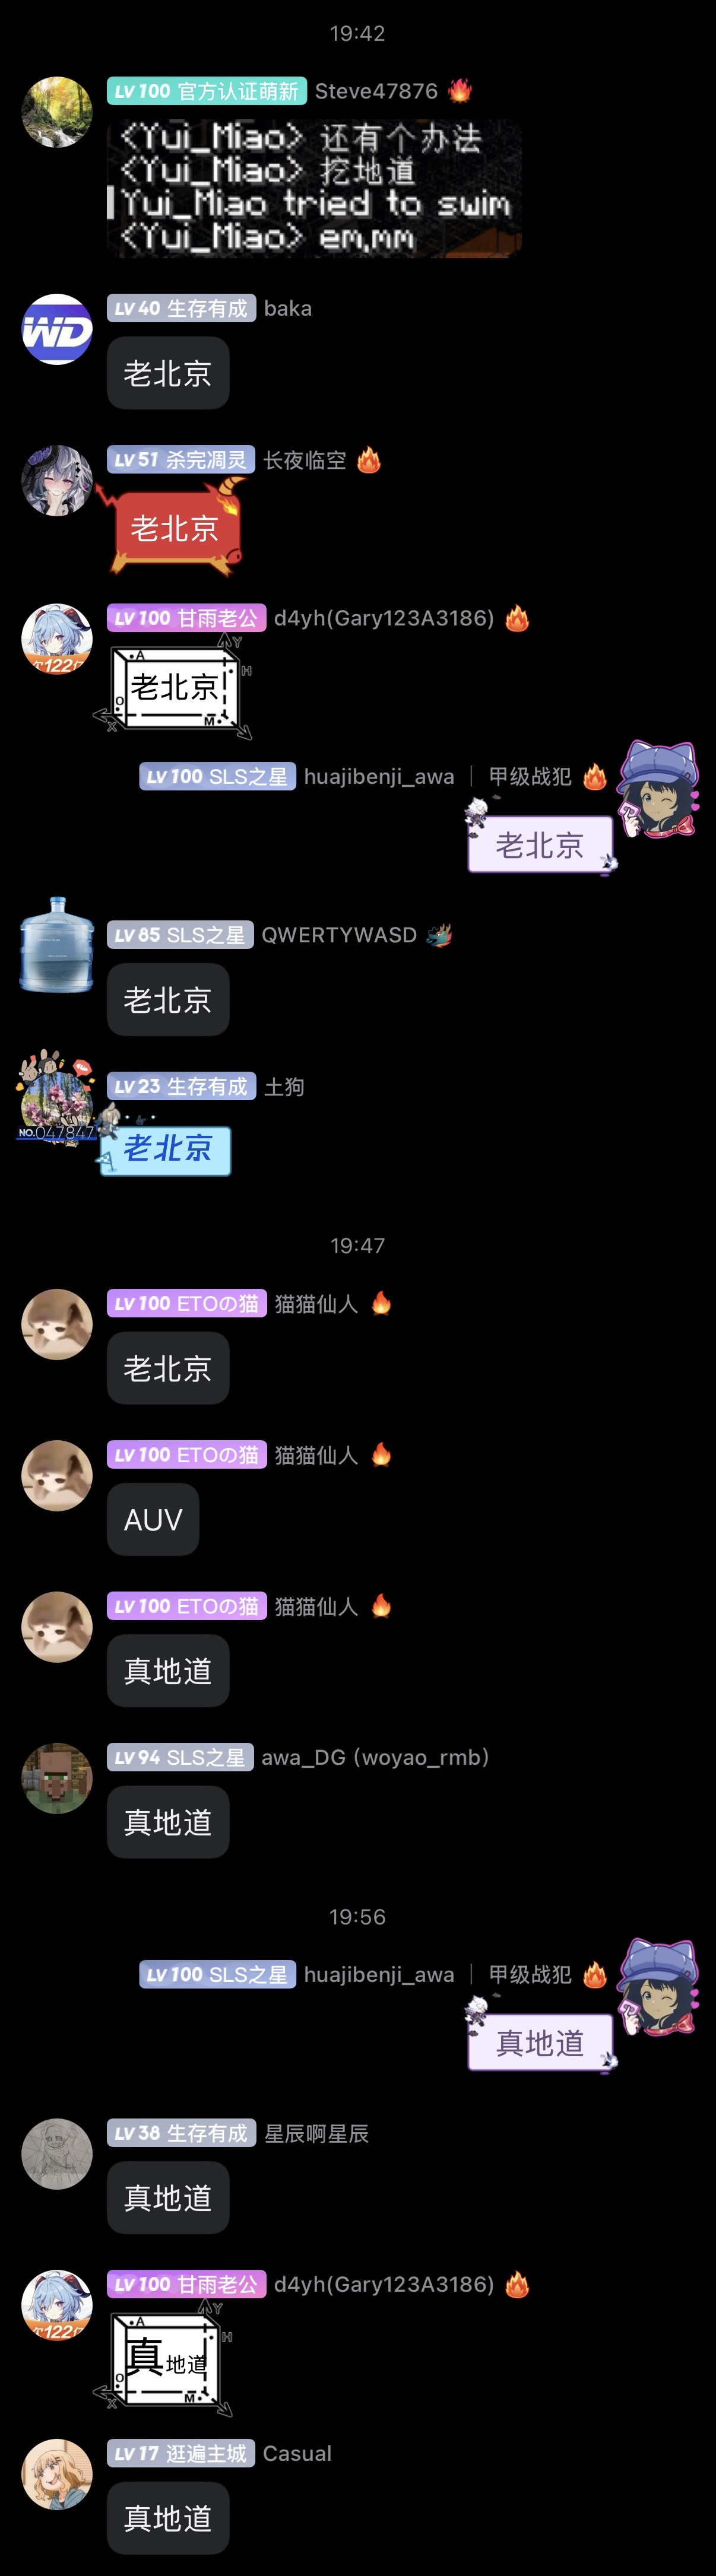 19:42
LV 100 官方认证萌新 Steve47876
<Yui_Miao> 还有个办法
<Yui_Miao> 挖地道
Yui_Miao tried to swim
<Yui_Miao> em,mm
WD
LV 40 生存有成 baka
老北京
LV 51 杀完凋灵 长夜临空
老北京
LV 100 甘雨老公 d4yh(Gary123A3186)
122
A Y H
老北京
O X M
LV 100 SLS之星 huajibenji_awa ｜ 甲级战犯
老北京
LV 85 SLS之星 QWERTYWASD
老北京
LV 23 生存有成 土狗
NO.047847
老北京
19:47
LV 100 ETOの猫 猫猫仙人
老北京
LV 100 ETOの猫 猫猫仙人
AUV
LV 100 ETOの猫 猫猫仙人
真地道
LV 94 SLS之星 awa_DG (woyao_rmb)
真地道
19:56
LV 100 SLS之星 huajibenji_awa ｜ 甲级战犯
真地道
LV 38 生存有成 星辰啊星辰
真地道
LV 100 甘雨老公 d4yh(Gary123A3186)
122
A Y H
真地道
O X M
LV 17 逛遍主城 Casual
真地道